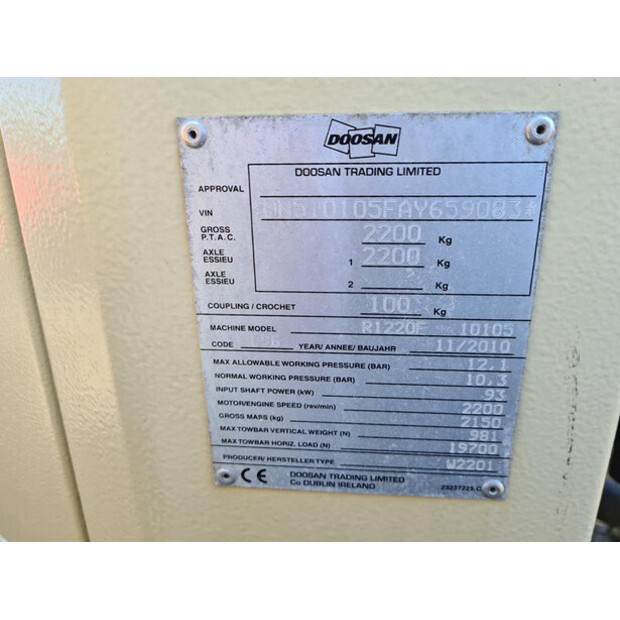 DOOSAN
DOOSAN TRADING LIMITED
APPROVAL
VIN 0105FAY659083*
GROSS P.T.A.C. 2200 Kg
AXLE ESSIEU 1 2200 Kg
AXLE ESSIEU 2 Kg
COUPLING / CROCHET 100 Kg
MACHINE MODEL 10105
CODE YEAR/ ANNEE/ BAUJAHR 11/2010
MAX ALLOWABLE WORKING PRESSURE (BAR) 12,1
NORMAL WORKING PRESSURE (BAR) 10,3
INPUT SHAFT POWER (kW) 93
MOTOR/ENGINE SPEED (rev/min) 2200
GROSS MASS (kg) 2150
MAX TOWBAR VERTICAL WEIGHT (N) 981
MAX TOWBAR HORIZ. LOAD (N) 19700
PRODUCER/ HERSTELLER TYPE W2201
CE DOOSAN TRADING LIMITED
Co DUBLIN IRELAND